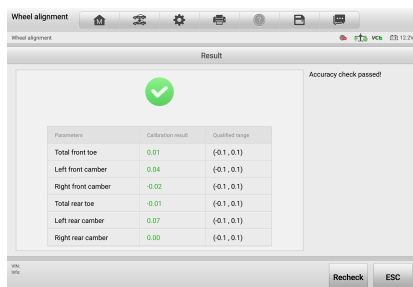 Wheel alignment
Wheel alignment
VCb 12.2V
Result
Accuracy check passed!
Parameters Calibration result Qualified range
Total front toe 0.01 (-0.1 , 0.1)
Left front camber 0.04 (-0.1 , 0.1)
Right front camber -0.02 (-0.1 , 0.1)
Total rear toe -0.01 (-0.1 , 0.1)
Left rear camber 0.07 (-0.1 , 0.1)
Right rear camber 0.00 (-0.1 , 0.1)
VIN:
Info:
Recheck ESC